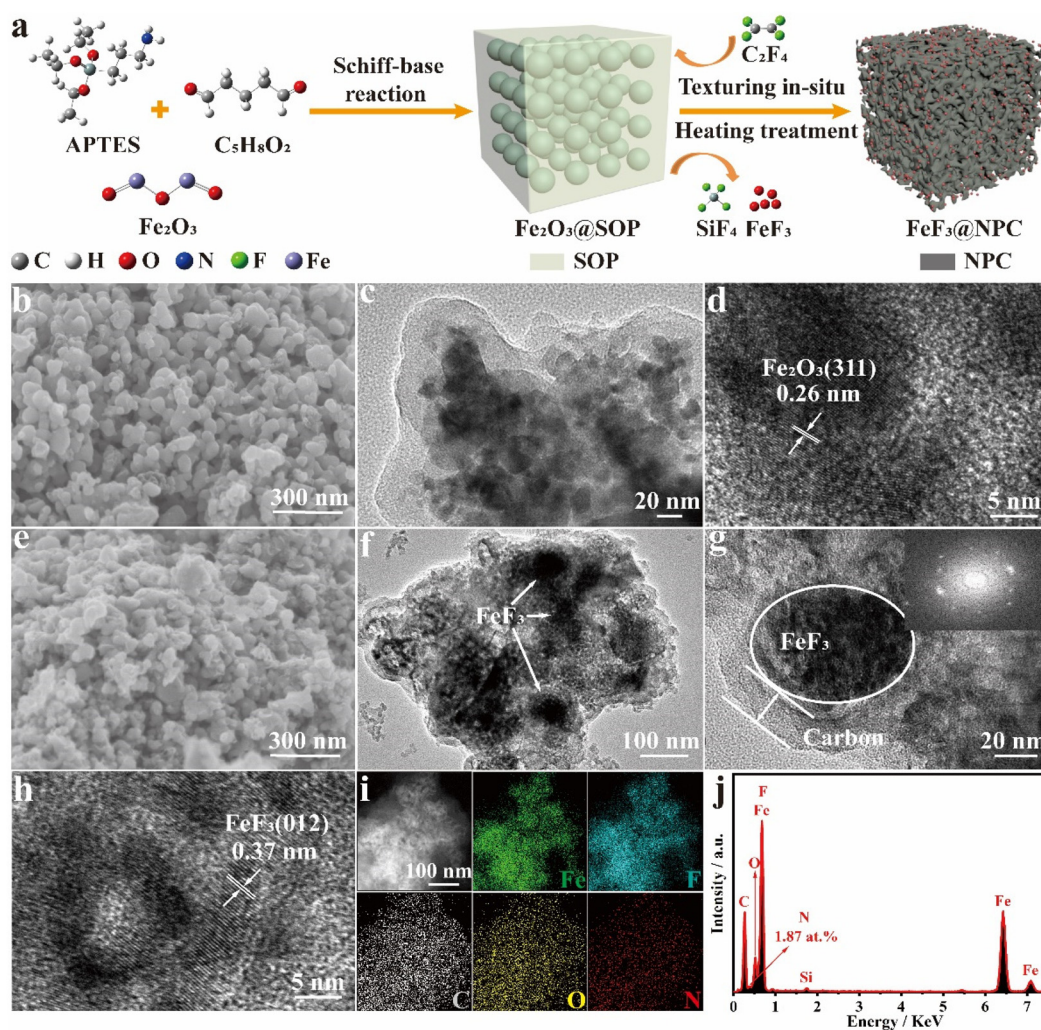 a
APTES
C₅H₈O₂
Fe₂O₃
Schiff-base
reaction
Fe₂O₃@SOP
SOP
C₂F₄
Texturing in-situ
Heating treatment
SiF₄ FeF₃
FeF₃@NPC
NPC
C H O N F Fe
b
300 nm
c
20 nm
d
Fe₂O₃(311)
0.26 nm
5 nm
e
300 nm
f
FeF₃
100 nm
g
FeF₃
Carbon
20 nm
h
FeF₃(012)
0.37 nm
5 nm
i
100 nm
Fe
F
C
O
N
j
Intensity / a.u.
F
Fe
O
C
N
1.87 at.%
Si
Fe
Fe
0 1 2 3 4 5 6 7
Energy / KeV